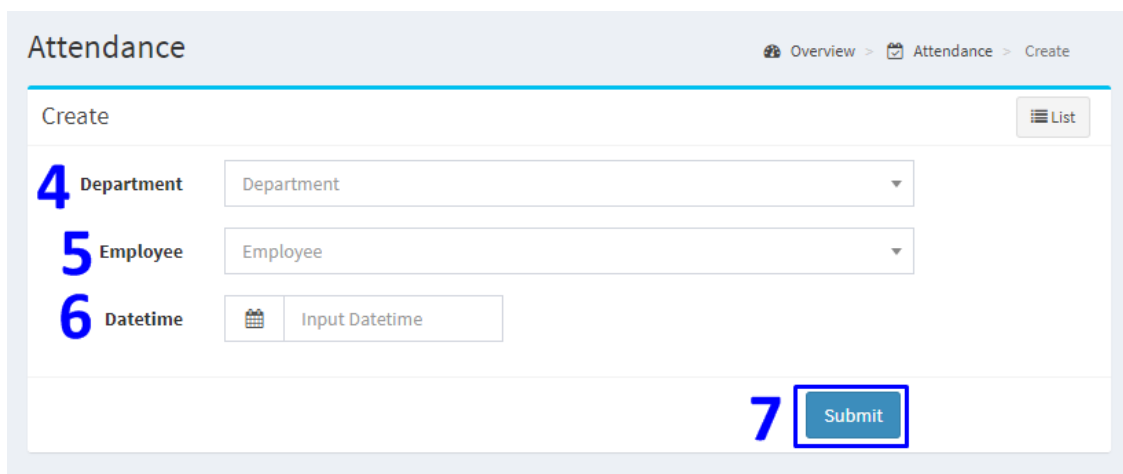 Attendance
Overview > Attendance > Create
Create
List
4 Department Department
5 Employee Employee
6 Datetime Input Datetime
7 Submit